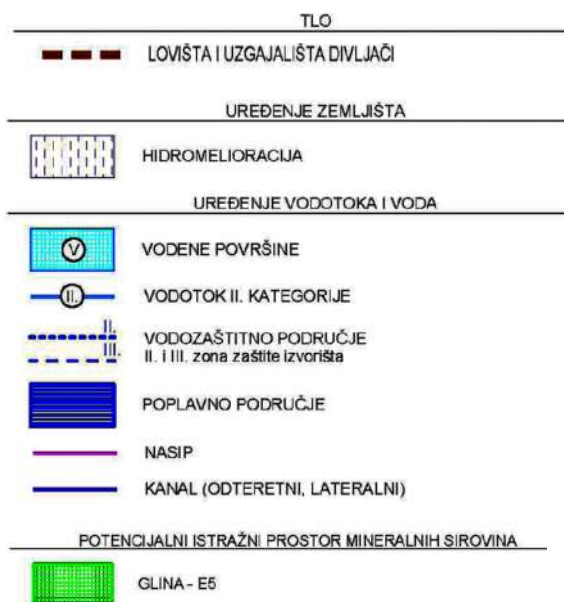 TLO
LOVIŠTA I UZGAJALIŠTA DIVLJAČI
UREĐENJE ZEMLJIŠTA
HIDROMELIORACIJA
UREĐENJE VODOTOKA I VODA
V
VODENE POVRŠINE
II.
VODOTOK II. KATEGORIJE
II.
III.
VODOZAŠTITNO PODRUČJE
II. i III. zona zaštite izvorišta
POPLAVNO PODRUČJE
NASIP
KANAL (ODTERETNI, LATERALNI)
POTENCIJALNI ISTRAŽNI PROSTOR MINERALNIH SIROVINA
GLINA - E5